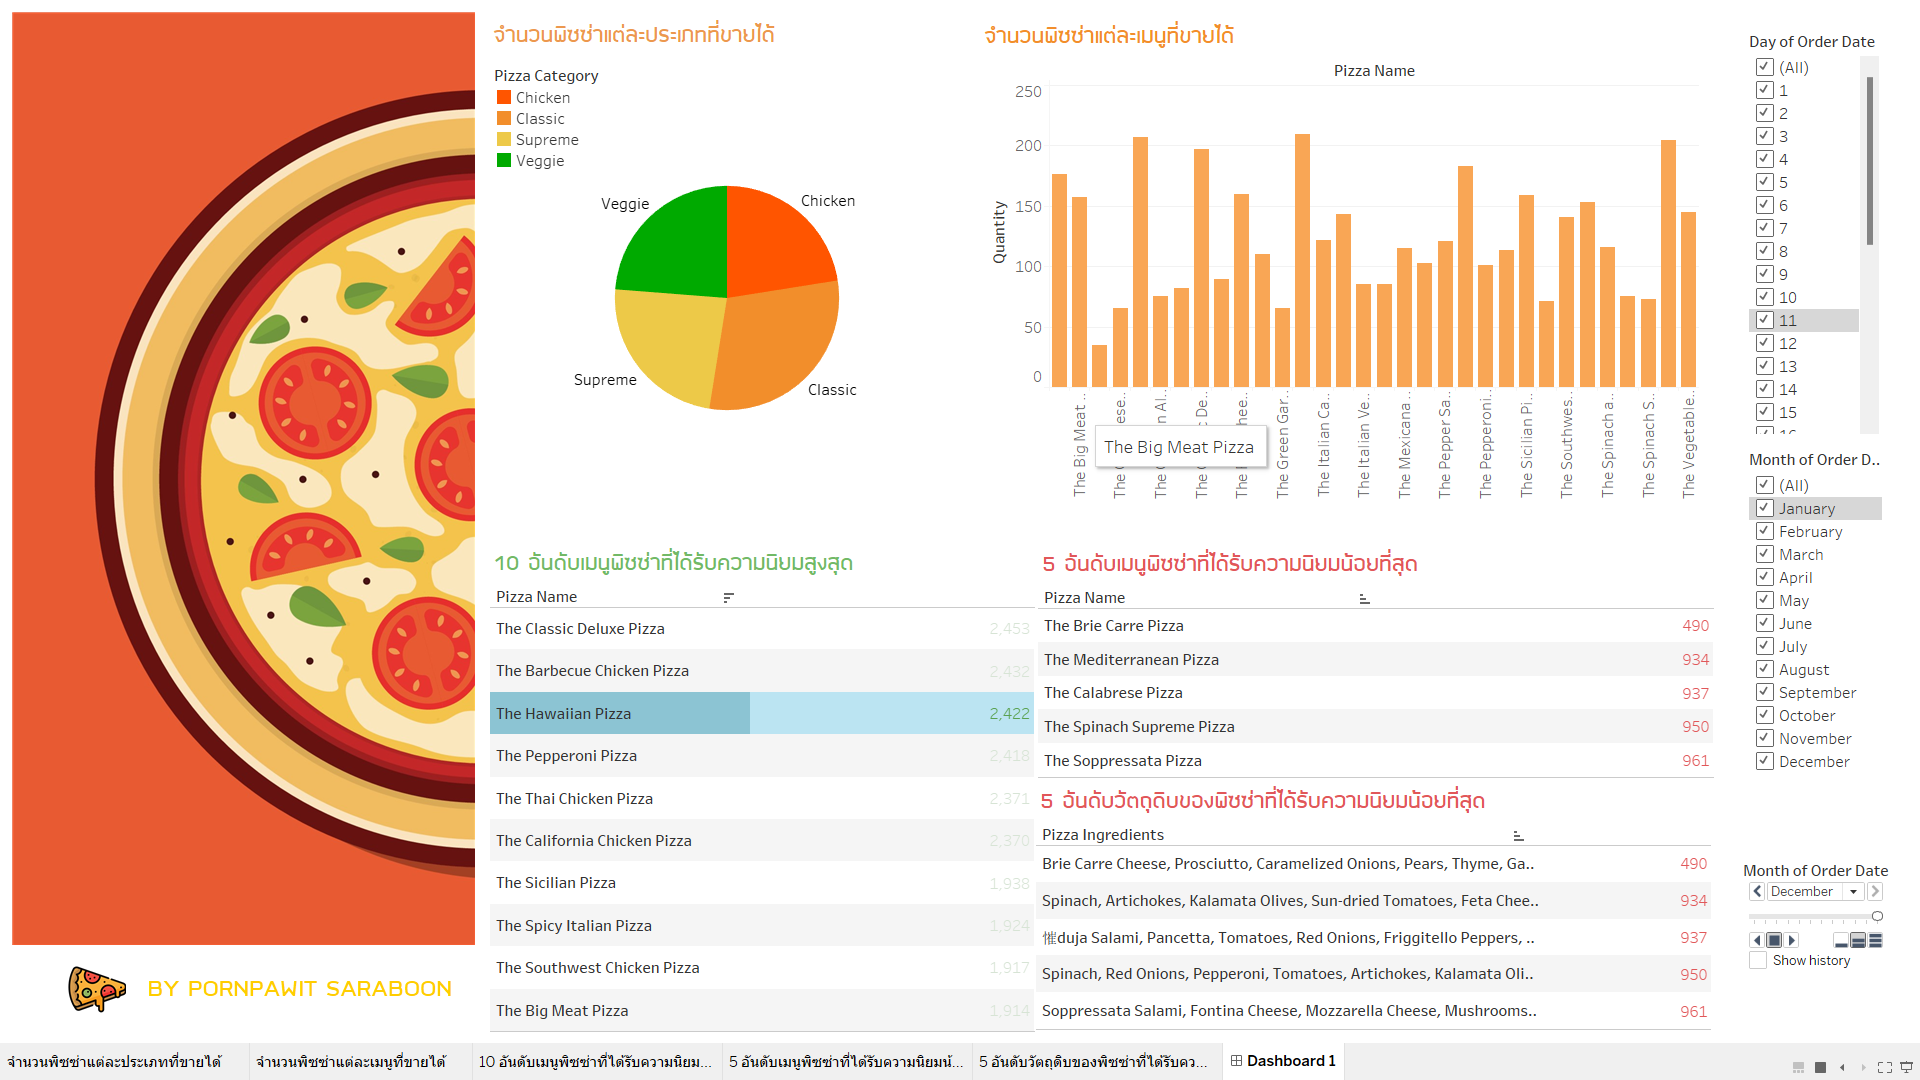 จำนวนพิซซ่าแต่ละประเภทที่ขายได้
Pizza Category
Chicken
Classic
Supreme
Veggie
Veggie
Chicken
Supreme
Classic
จำนวนพิซซ่าแต่ละเมนูที่ขายได้
Pizza Name
Quantity
250
200
150
100
50
0
The Big Meat ..
The Green Gar..
The Italian Ca..
The Italian Ve..
The Mexicana ..
The Pepper Sa..
The Pepperoni..
The Sicilian Pi..
The Southwes..
The Spinach a..
The Spinach S..
The Vegetable..
The Big Meat Pizza
10 อันดับเมนูพิซซ่าที่ได้รับความนิยมสูงสุด
Pizza Name
The Classic Deluxe Pizza 2,453
The Barbecue Chicken Pizza 2,432
The Hawaiian Pizza 2,422
The Pepperoni Pizza 2,418
The Thai Chicken Pizza 2,371
The California Chicken Pizza 2,370
The Sicilian Pizza 1,938
The Spicy Italian Pizza 1,924
The Southwest Chicken Pizza 1,917
The Big Meat Pizza 1,914
5 อันดับเมนูพิซซ่าที่ได้รับความนิยมน้อยที่สุด
Pizza Name
The Brie Carre Pizza 490
The Mediterranean Pizza 934
The Calabrese Pizza 937
The Spinach Supreme Pizza 950
The Soppressata Pizza 961
5 อันดับวัตถุดิบของพิซซ่าที่ได้รับความนิยมน้อยที่สุด
Pizza Ingredients
Brie Carre Cheese, Prosciutto, Caramelized Onions, Pears, Thyme, Ga.. 490
Spinach, Artichokes, Kalamata Olives, Sun-dried Tomatoes, Feta Chee.. 934
duja Salami, Pancetta, Tomatoes, Red Onions, Friggitello Peppers, .. 937
Spinach, Red Onions, Pepperoni, Tomatoes, Artichokes, Kalamata Oli.. 950
Soppressata Salami, Fontina Cheese, Mozzarella Cheese, Mushrooms.. 961
Day of Order Date
(All)
1
2
3
4
5
6
7
8
9
10
11
12
13
14
15
Month of Order D..
(All)
January
February
March
April
May
June
July
August
September
October
November
December
Month of Order Date
December
Show history
BY PORNPAWIT SARABOON
จำนวนพิซซ่าแต่ละประเภทที่ขายได้
จำนวนพิซซ่าแต่ละเมนูที่ขายได้
10 อันดับเมนูพิซซ่าที่ได้รับความนิยม...
5 อันดับเมนูพิซซ่าที่ได้รับความนิยมน้...
5 อันดับวัตถุดิบของพิซซ่าที่ได้รับคว...
Dashboard 1